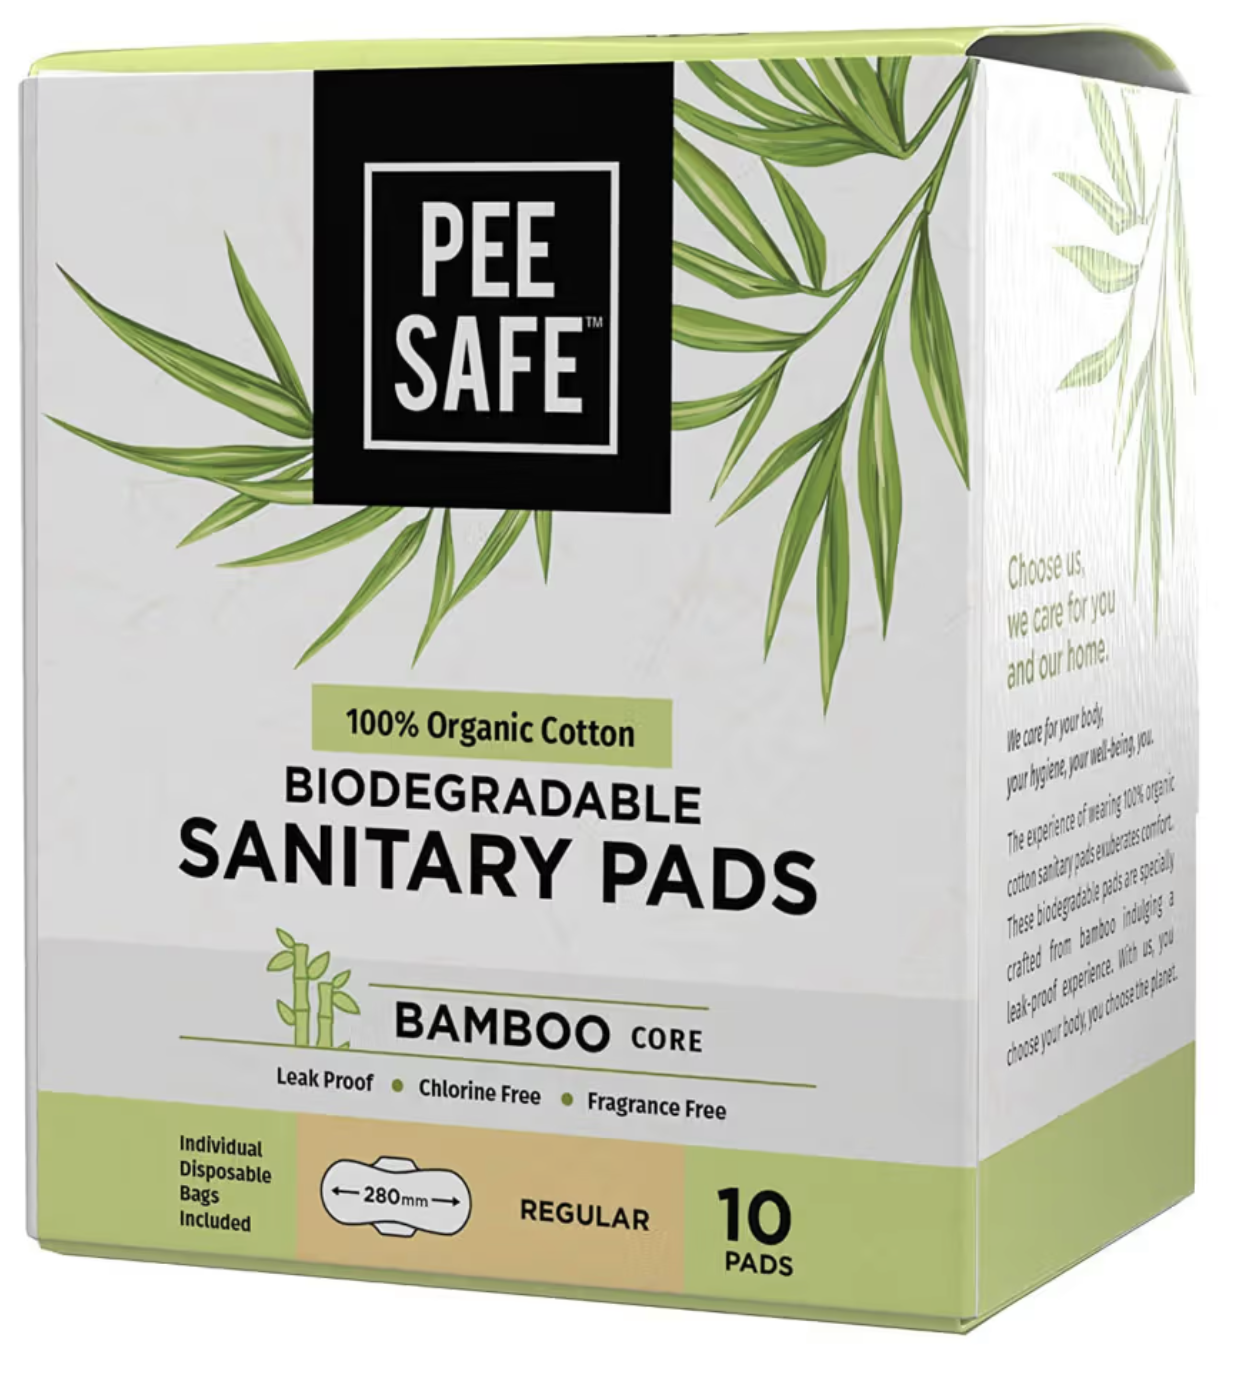 PEE
SAFE™
100% Organic Cotton
BIODEGRADABLE
SANITARY PADS
BAMBOO CORE
Leak Proof • Chlorine Free • Fragrance Free
Individual
Disposable
Bags
Included
280mm
REGULAR
10
PADS
Choose us,
we care for you
and our home.
We care for your body,
your hygiene, your well-being, you.
The experience of wearing 100% organic
cotton sanitary pads exuberates comfort.
These biodegradable pads are specially
crafted from bamboo indulging a
leak-proof experience. With us, you
choose your body, you choose the planet.